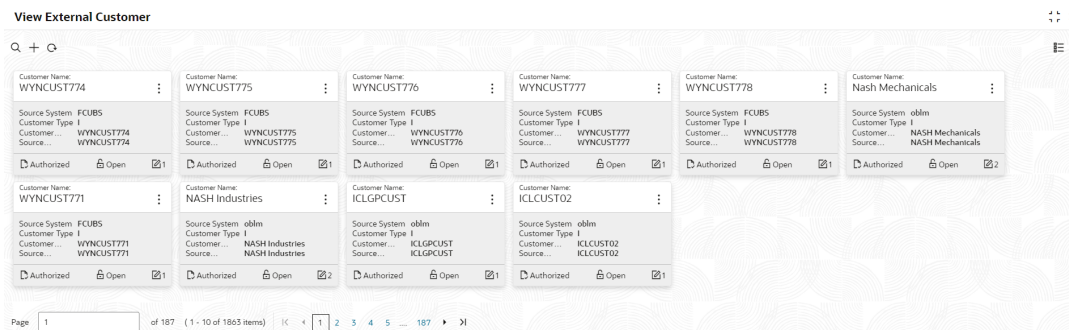 View External Customer
Customer Name:
WYNCUST774
Source System FCUBS
Customer Type I
Customer... WYNCUST774
Source... WYNCUST774
Authorized Open 1
Customer Name:
WYNCUST775
Source System FCUBS
Customer Type I
Customer... WYNCUST775
Source... WYNCUST775
Authorized Open 1
Customer Name:
WYNCUST776
Source System FCUBS
Customer Type I
Customer... WYNCUST776
Source... WYNCUST776
Authorized Open 1
Customer Name:
WYNCUST777
Source System FCUBS
Customer Type I
Customer... WYNCUST777
Source... WYNCUST777
Authorized Open 1
Customer Name:
WYNCUST778
Source System FCUBS
Customer Type I
Customer... WYNCUST778
Source... WYNCUST778
Authorized Open 1
Customer Name:
Nash Mechanicals
Source System oblm
Customer Type I
Customer... NASH Mechanicals
Source... NASH Mechanicals
Authorized Open 2
Customer Name:
WYNCUST771
Source System FCUBS
Customer Type I
Customer... WYNCUST771
Source... WYNCUST771
Authorized Open 1
Customer Name:
NASH Industries
Source System oblm
Customer Type I
Customer... NASH Industries
Source... NASH Industries
Authorized Open 2
Customer Name:
ICLGPCUST
Source System oblm
Customer Type I
Customer... ICLGPCUST
Source... ICLGPCUST
Authorized Open 1
Customer Name:
ICLCUST02
Source System oblm
Customer Type I
Customer... ICLCUST02
Source... ICLCUST02
Authorized Open 1
Page 1 of 187 (1 - 10 of 1863 items) 1 2 3 4 5 ... 187